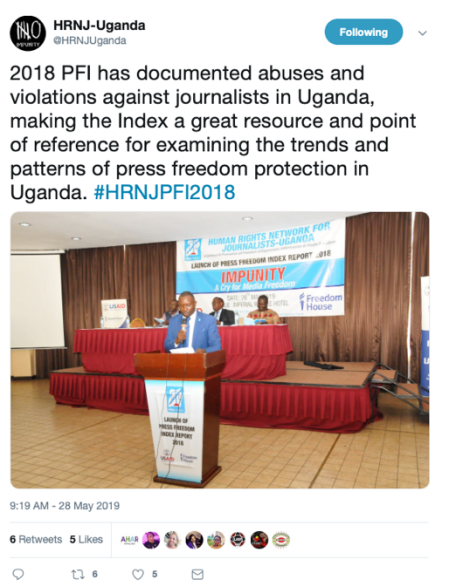 HRNJ-Uganda
@HRNJUganda
Following
2018 PFI has documented abuses and
violations against journalists in Uganda,
making the Index a great resource and point
of reference for examining the trends and
patterns of press freedom protection in
Uganda. #HRNJPFI2018
HUMAN RIGHTS NETWORK FOR
JOURNALISTS-UGANDA
LAUNCH OF PRESS FREEDOM INDEX REPORT 2018
IMPUNITY
A Cry for Media Freedom
Freedom
House
USAID
LAUNCH OF
PRESS FREEDOM
INDEX REPORT
2018
USAID
9:19 AM - 28 May 2019
6 Retweets 5 Likes
AHAR
6 5